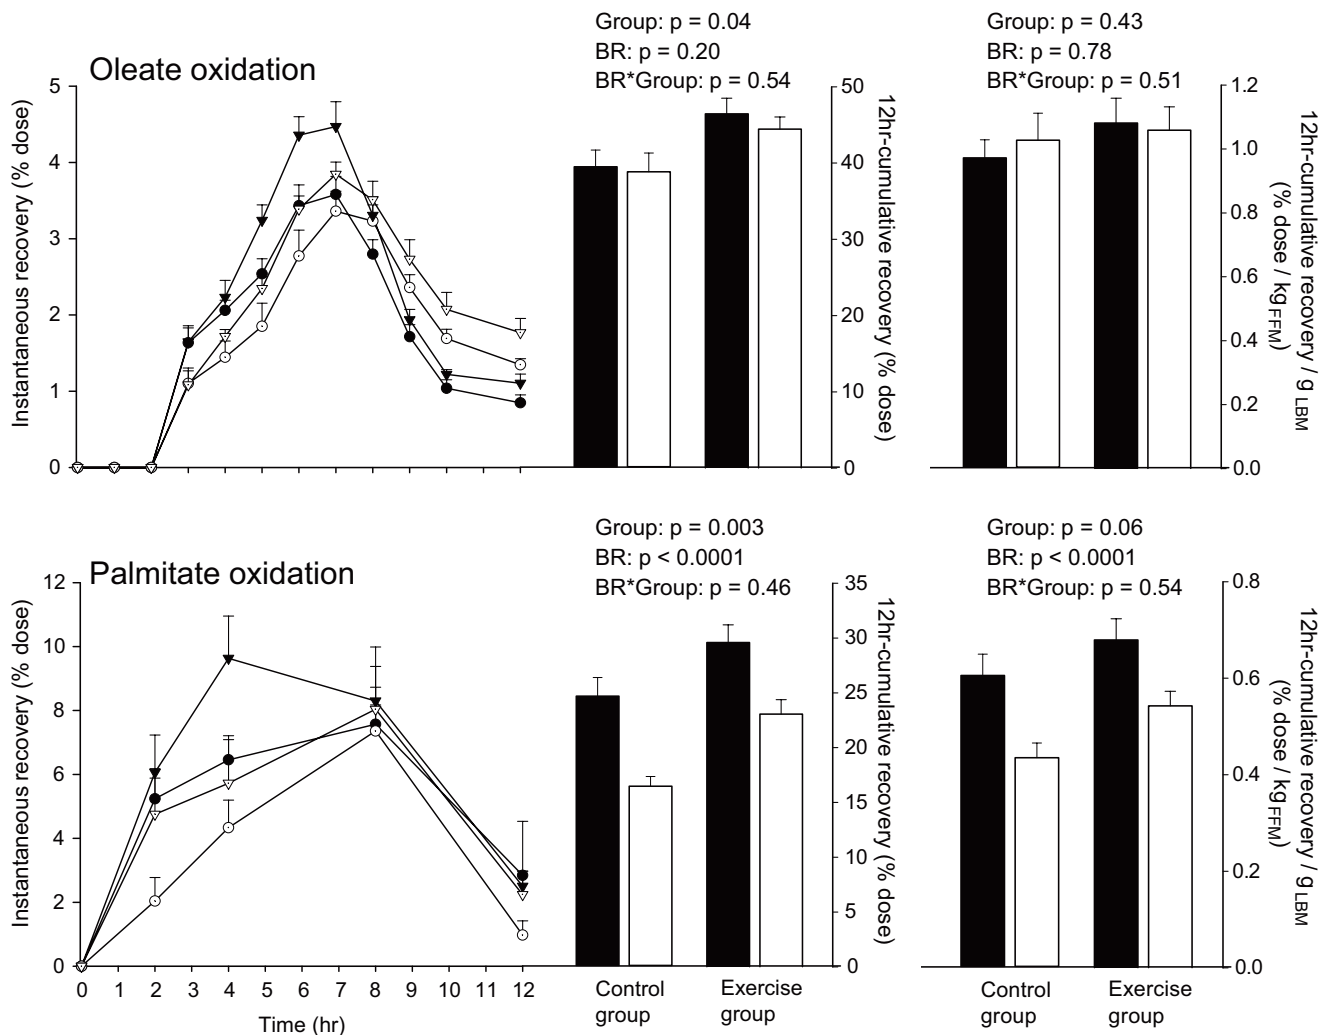 Oleate oxidation
Instantaneous recovery (% dose)
5
4
3
2
1
0
Group: p = 0.04
BR: p = 0.20
BR*Group: p = 0.54
50
40
30
20
10
0
12hr-cumulative recovery (% dose)
Group: p = 0.43
BR: p = 0.78
BR*Group: p = 0.51
1.2
1.0
0.8
0.6
0.4
0.2
0.0
12hr-cumulative recovery / g LBM
(% dose / kg FFM)
Palmitate oxidation
Instantaneous recovery (% dose)
12
10
8
6
4
2
0
0 1 2 3 4 5 6 7 8 9 10 11 12
Time (hr)
Group: p = 0.003
BR: p < 0.0001
BR*Group: p = 0.46
35
30
25
20
15
10
5
0
12hr-cumulative recovery (% dose)
Control Exercise
group group
Group: p = 0.06
BR: p < 0.0001
BR*Group: p = 0.54
0.8
0.6
0.4
0.2
0.0
12hr-cumulative recovery / g LBM
(% dose / kg FFM)
Control Exercise
group group